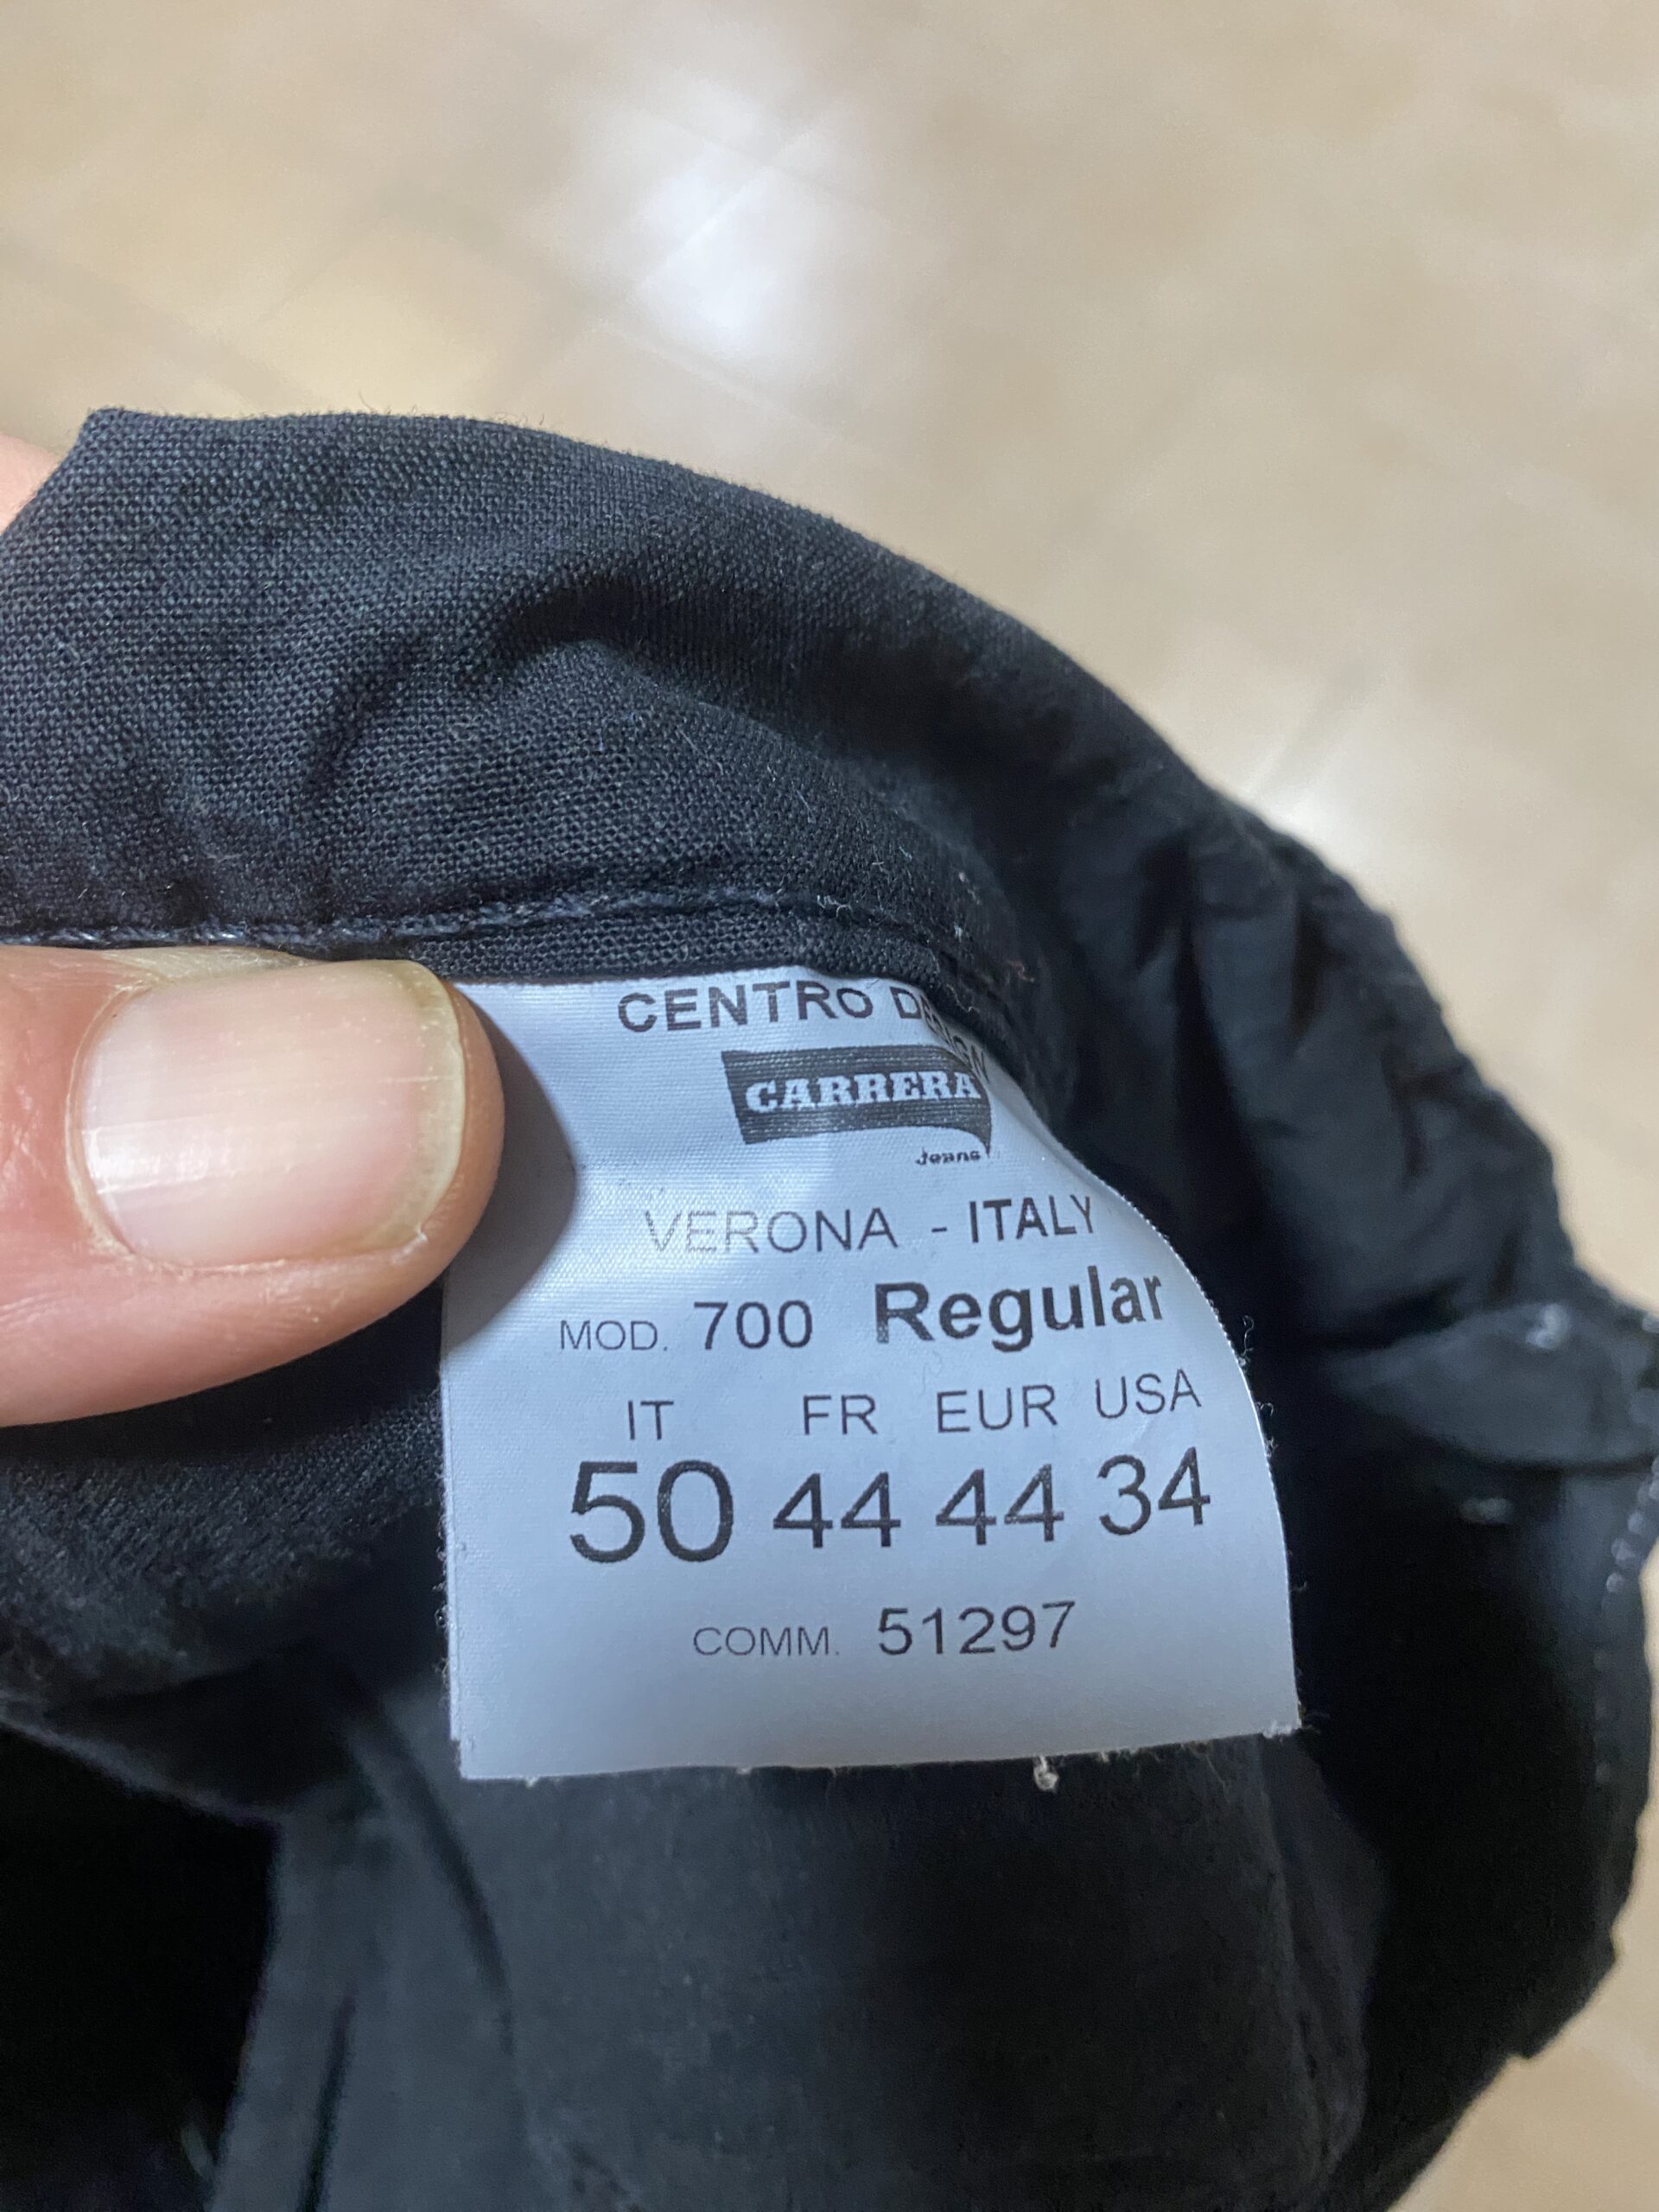 CENTRO DESIGN
CARRERA
Jeans
VERONA - ITALY
MOD. 700 Regular
IT FR EUR USA
50 44 44 34
COMM. 51297